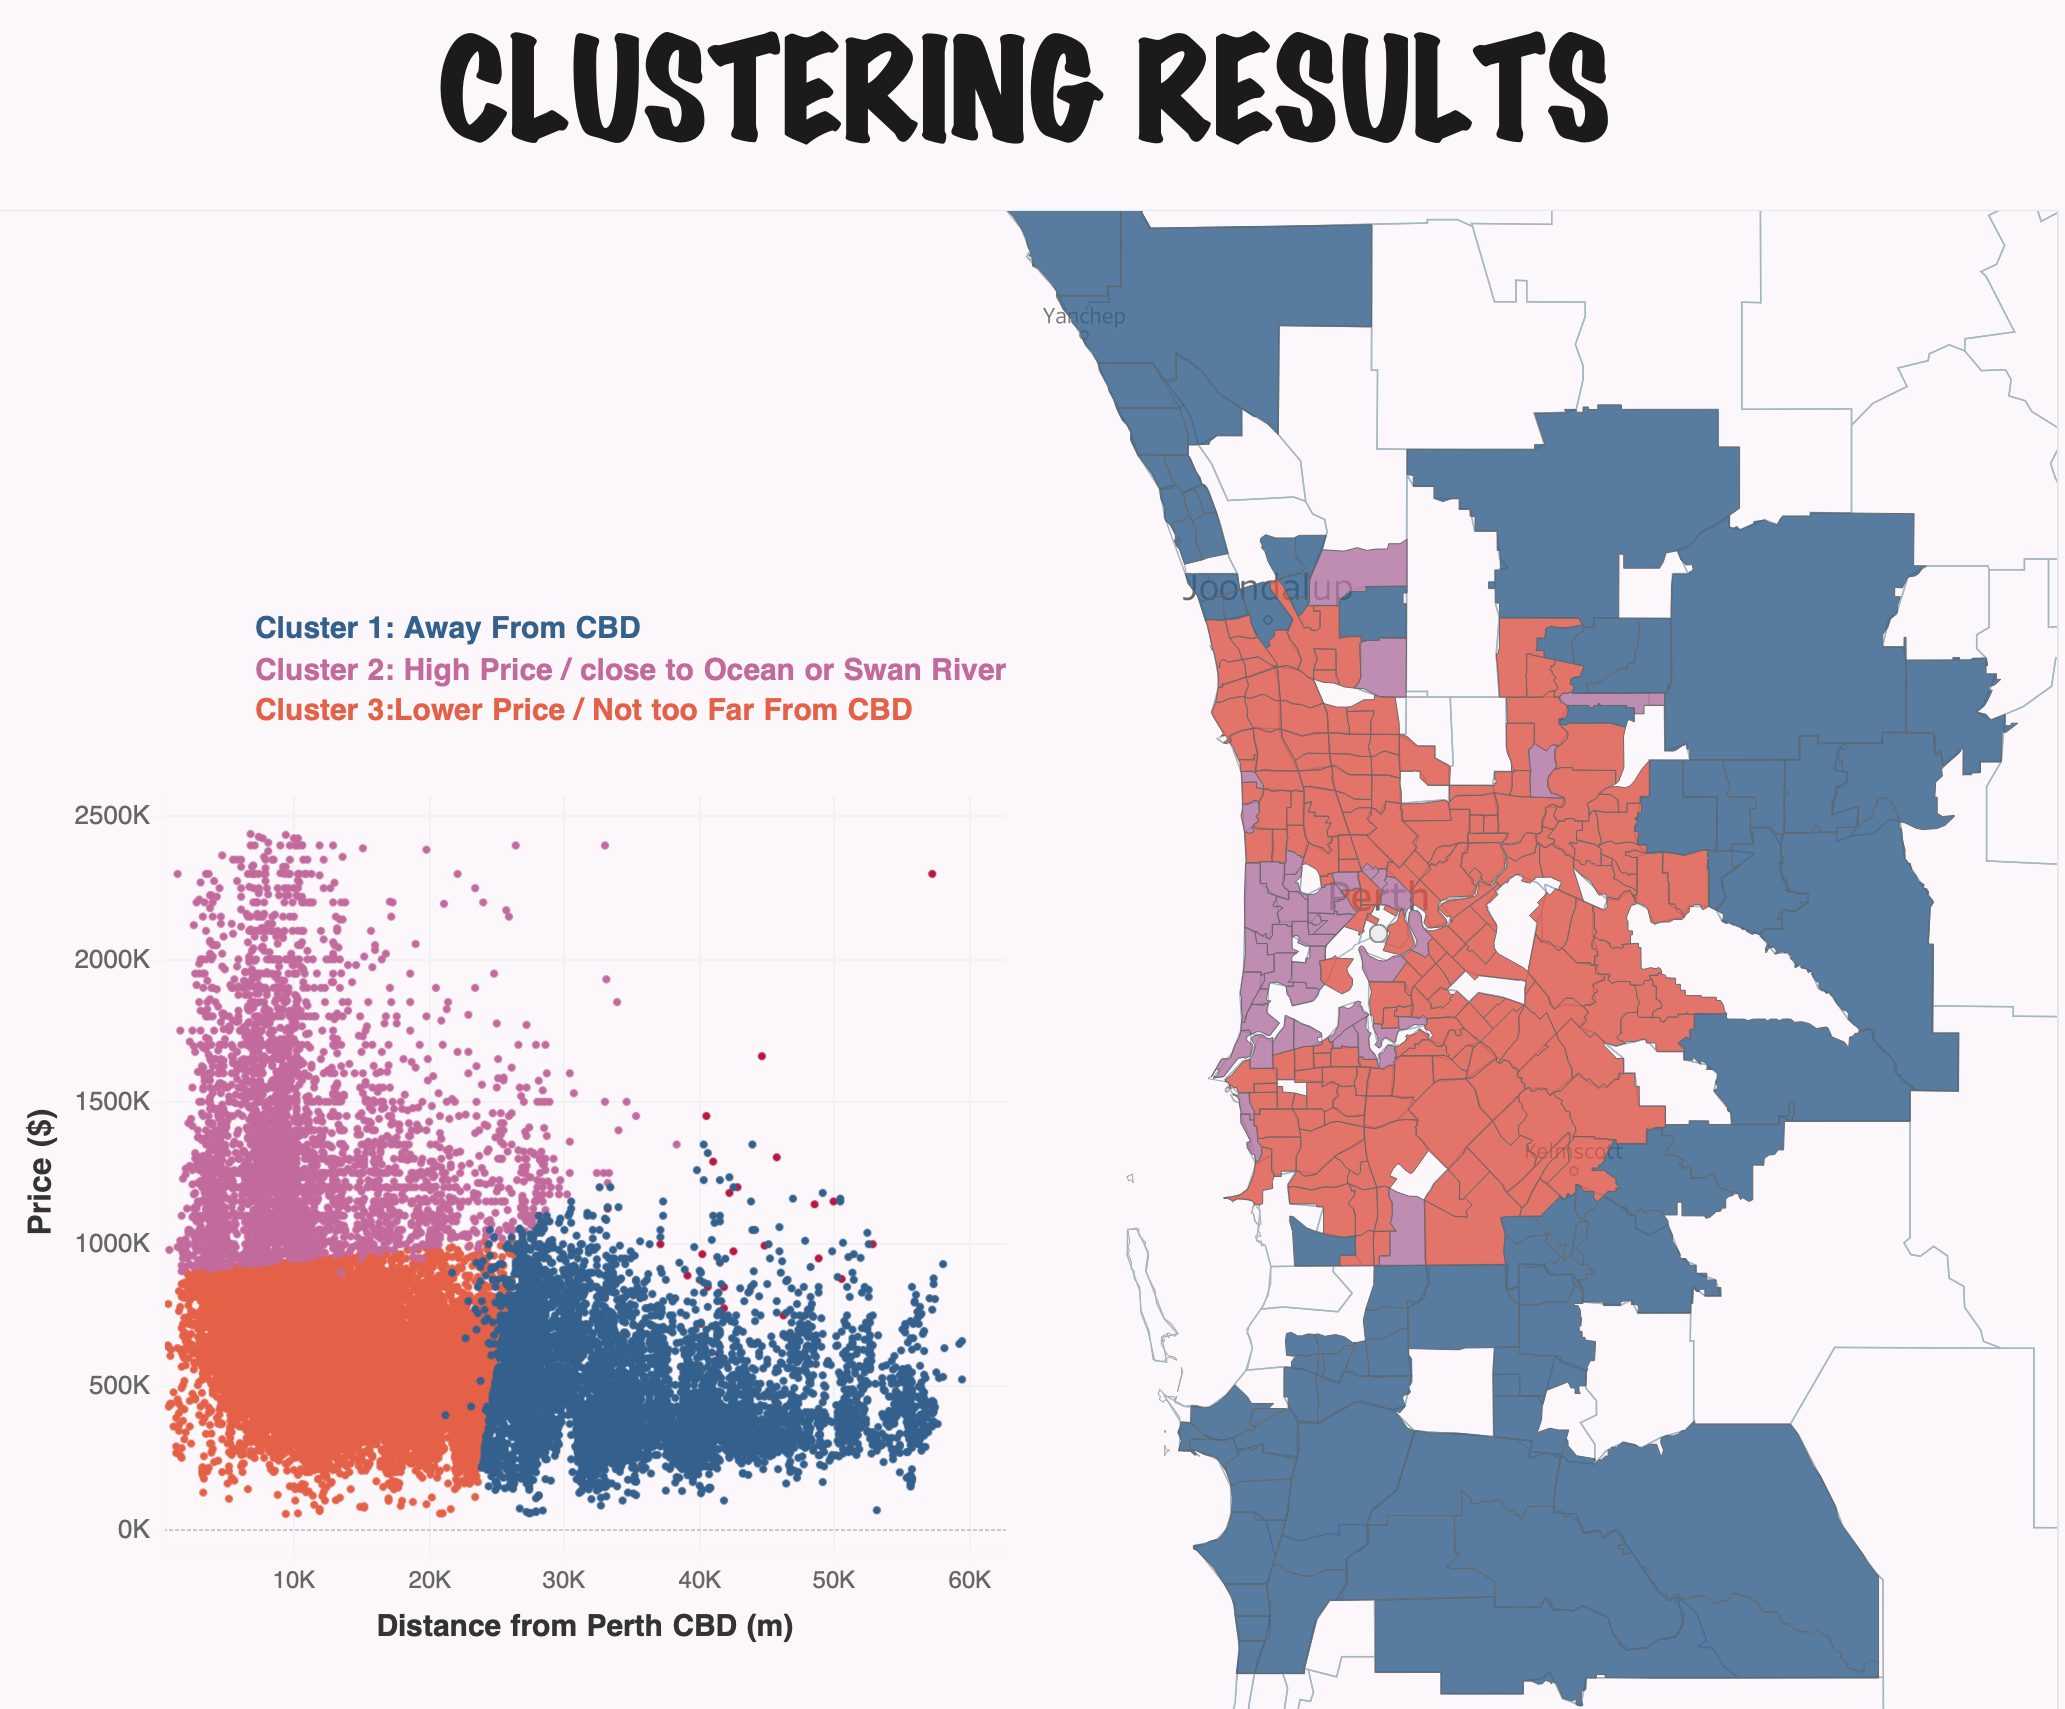 CLUSTERING RESULTS
Yanchep
Joondalup
Cluster 1: Away From CBD
Cluster 2: High Price / close to Ocean or Swan River
Cluster 3:Lower Price / Not too Far From CBD
Perth
Kelmscott
Price ($)
2500K
2000K
1500K
1000K
500K
0K
10K 20K 30K 40K 50K 60K
Distance from Perth CBD (m)